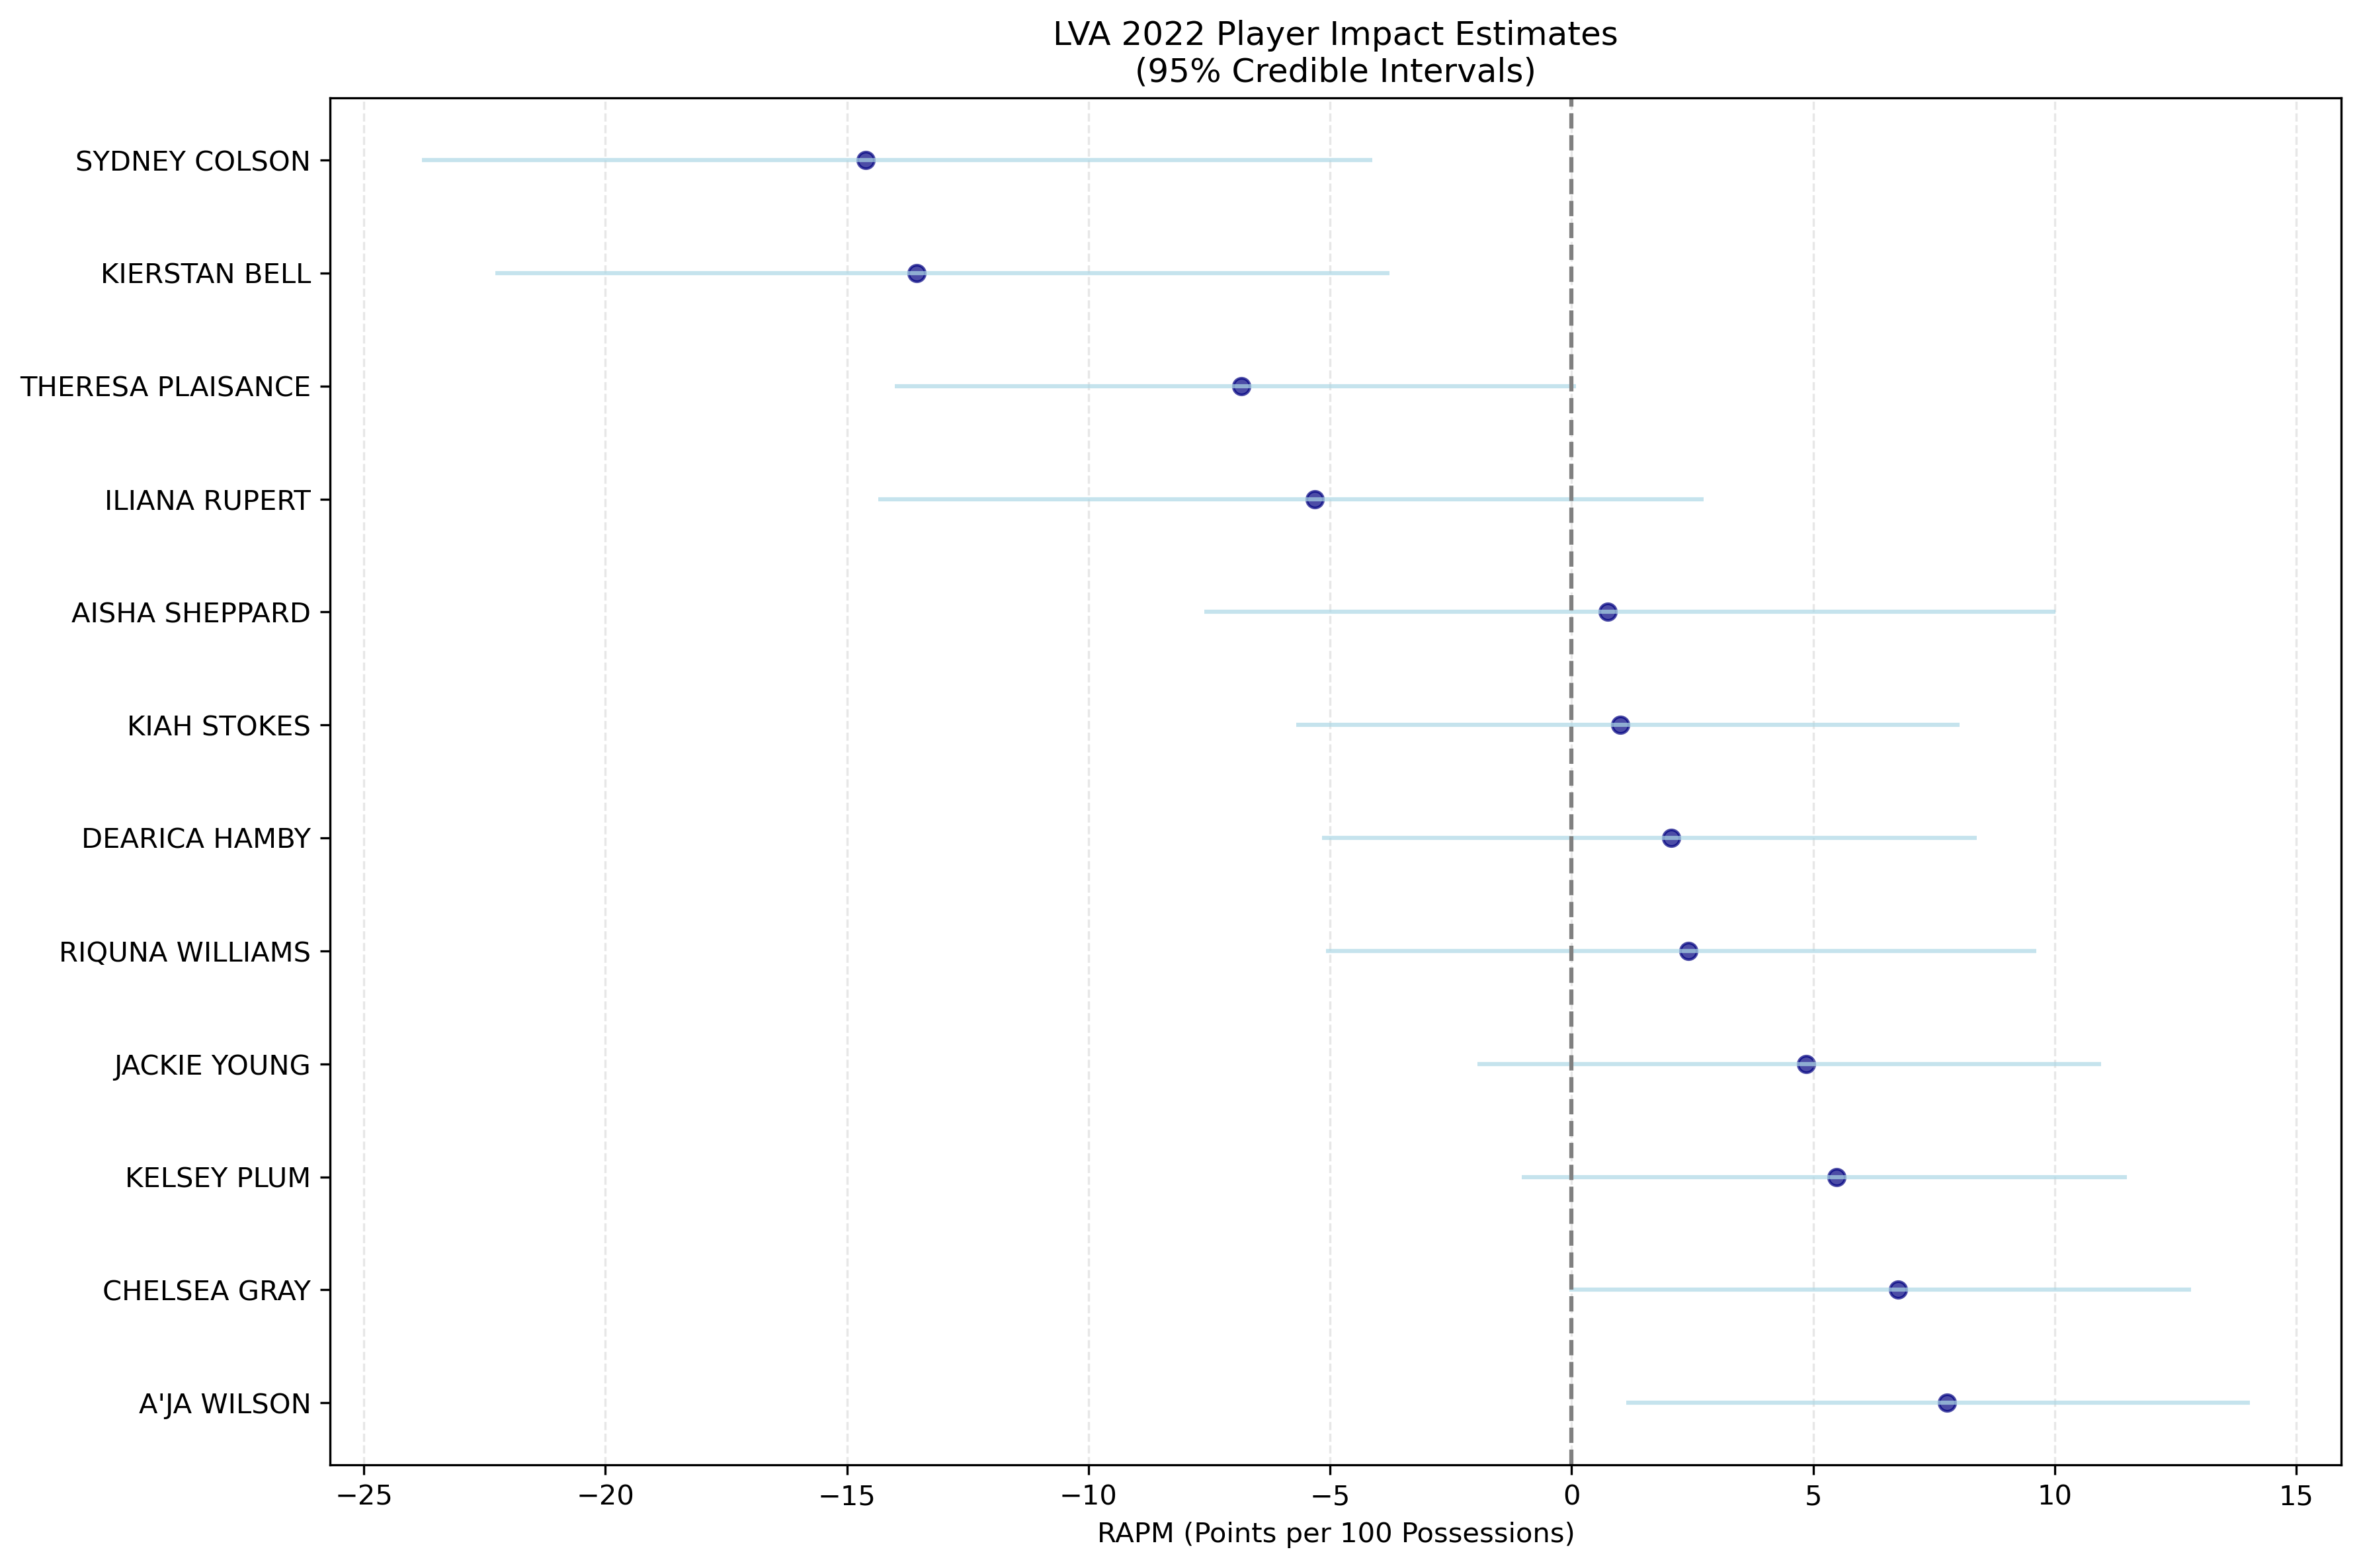 LVA 2022 Player Impact Estimates
(95% Credible Intervals)
SYDNEY COLSON
KIERSTAN BELL
THERESA PLAISANCE
ILIANA RUPERT
AISHA SHEPPARD
KIAH STOKES
DEARICA HAMBY
RIQUNA WILLIAMS
JACKIE YOUNG
KELSEY PLUM
CHELSEA GRAY
A'JA WILSON
−25 −20 −15 −10 −5 0 5 10 15
RAPM (Points per 100 Possessions)